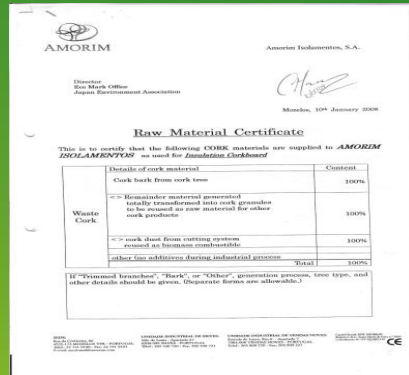 AMORIM
Amorim Isolamentos, S.A.
Director
Eco Mark Office
Japan Environment Association
Mozelos, 10th January 2008
Raw Material Certificate
This is to certify that the following CORK materials are supplied to AMORIM
ISOLAMENTOS as used for Insulation Corkboard
Details of cork material
Content
Cork bark from cork tree
100%
Waste
Cork
<> Remainder material generated
totally transformed into cork granules
to be reused as raw material for other
cork products
100%
<> cork dust from cutting system
reused as biomass combustible
100%
other (no additives during industrial process
Total
100%
If "Trimmed branches", "Bark", or "Other", generation process, tree type, and
other details should be given. (Separate forms are allowable.)
CE